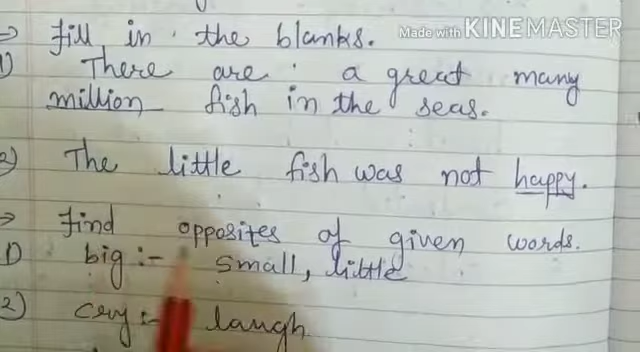 Made with KINEMASTER
⇒ Fill in the blanks.
1) There are a great many
million fish in the seas.
2) The little fish was not happy.
⇒ Find opposites of given words.
1) big :- small, little
2) cry :- laugh